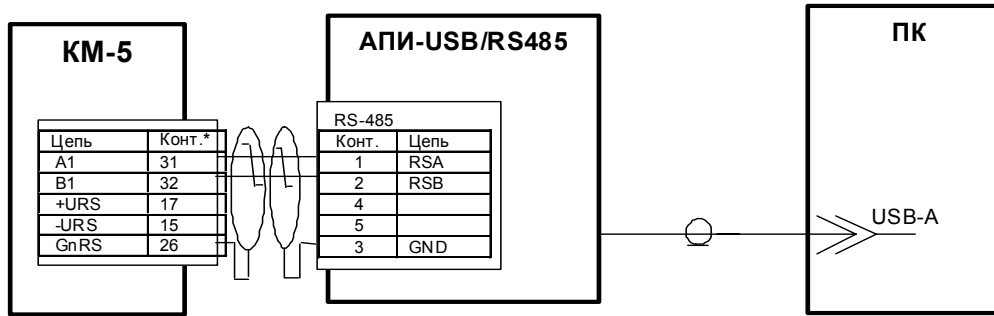 КМ-5
Цепь Конт.*
A1 31
B1 32
+URS 17
-URS 15
GnRS 26
АПИ-USB/RS485
RS-485
Конт. Цепь
1 RSA
2 RSB
4
5
3 GND
ПК
USB-A